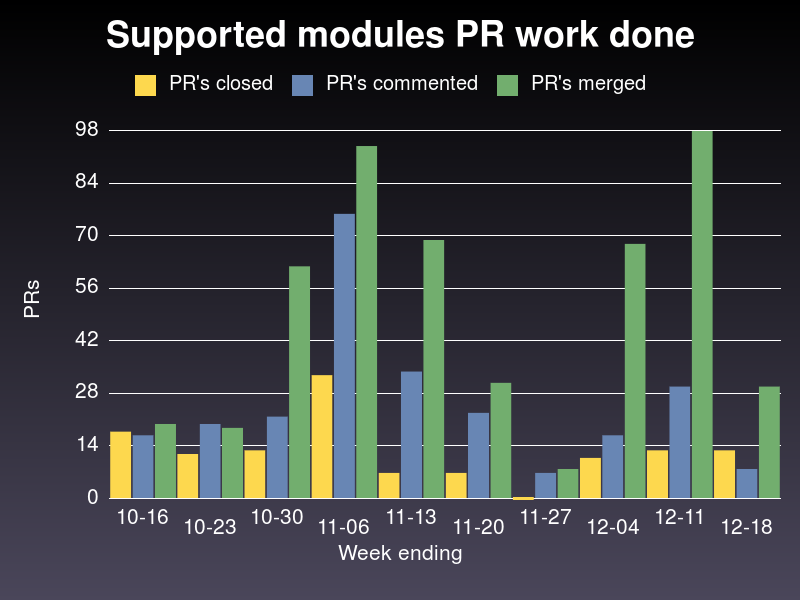 Supported modules PR work done
PR's closed PR's commented PR's merged
98
84
70
56
42
28
14
0
PRs
10-16 10-23 10-30 11-06 11-13 11-20 11-27 12-04 12-11 12-18
Week ending